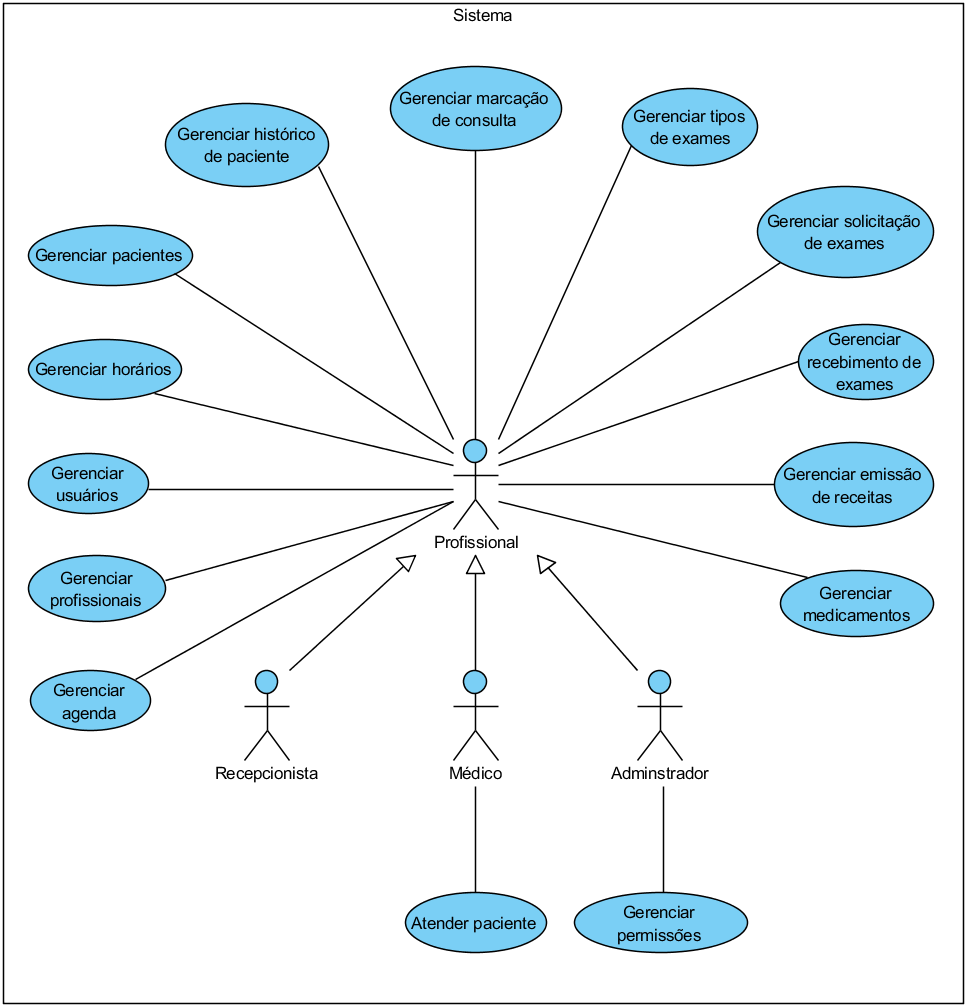 Sistema
Gerenciar marcação
de consulta
Gerenciar tipos
de exames
Gerenciar histórico
de paciente
Gerenciar solicitação
de exames
Gerenciar pacientes
Gerenciar
recebimento de
exames
Gerenciar horários
Gerenciar
usuários
Gerenciar emissão
de receitas
Profissional
Gerenciar
profissionais
Gerenciar
medicamentos
Gerenciar
agenda
Recepcionista
Médico
Adminstrador
Atender paciente
Gerenciar
permissões